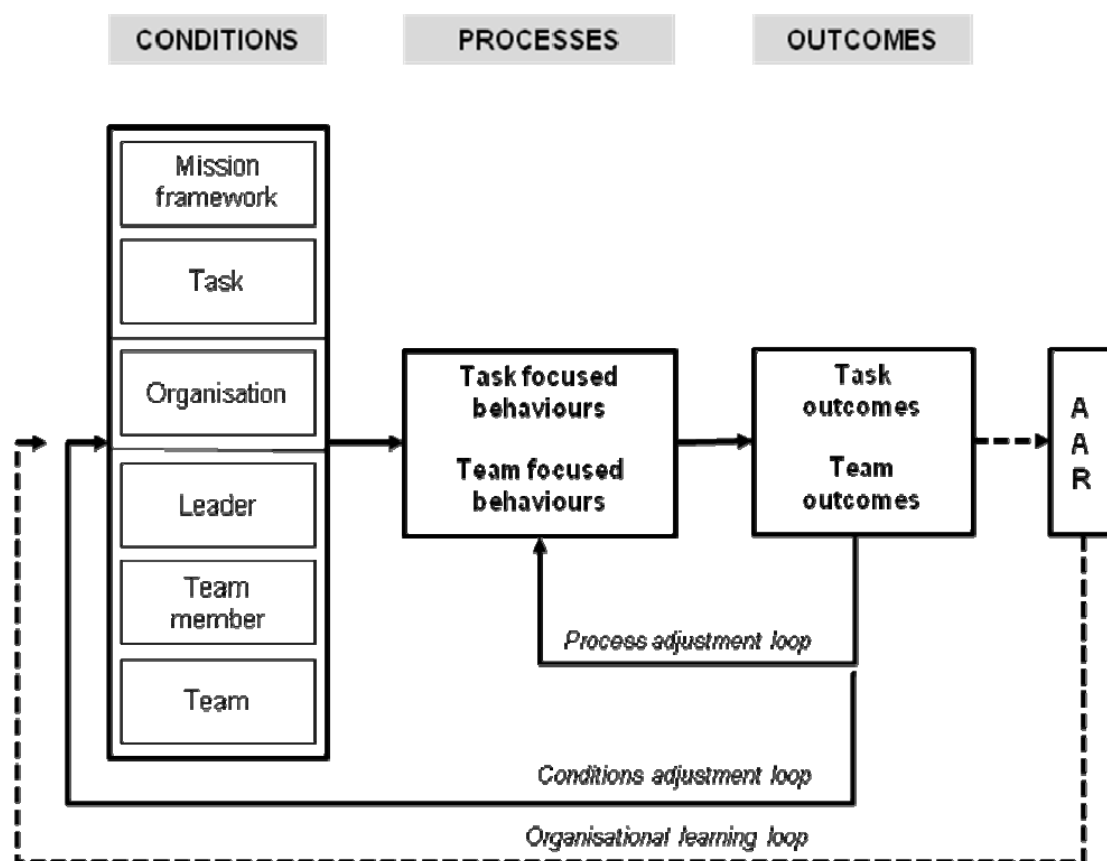 CONDITIONS
PROCESSES
OUTCOMES
Mission
framework
Task
Organisation
Leader
Team
member
Team
Task focused
behaviours
Team focused
behaviours
Task
outcomes
Team
outcomes
A
A
R
Process adjustment loop
Conditions adjustment loop
Organisational learning loop